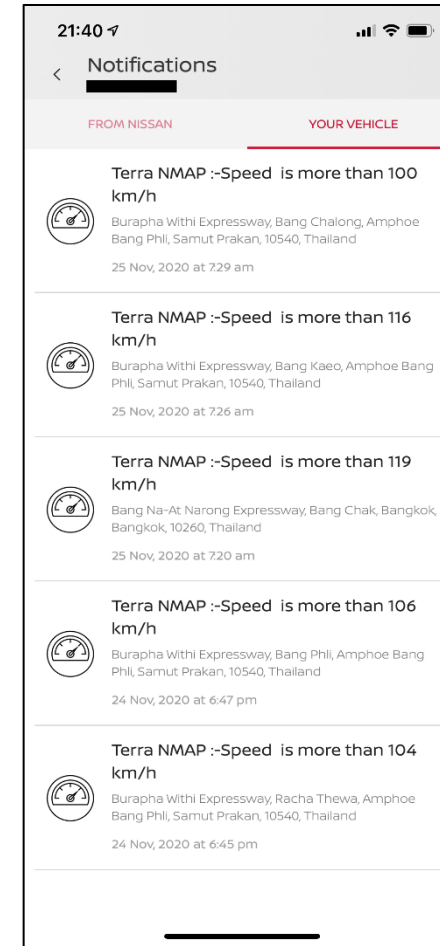 21:40
Notifications
FROM NISSAN
YOUR VEHICLE
Terra NMAP :-Speed is more than 100
km/h
Burapha Withi Expressway, Bang Chalong, Amphoe
Bang Phli, Samut Prakan, 10540, Thailand
25 Nov, 2020 at 7:29 am
Terra NMAP :-Speed is more than 116
km/h
Burapha Withi Expressway, Bang Kaeo, Amphoe Bang
Phli, Samut Prakan, 10540, Thailand
25 Nov, 2020 at 7:26 am
Terra NMAP :-Speed is more than 119
km/h
Bang Na-At Narong Expressway, Bang Chak, Bangkok,
Bangkok, 10260, Thailand
25 Nov, 2020 at 7:20 am
Terra NMAP :-Speed is more than 106
km/h
Burapha Withi Expressway, Bang Phli, Amphoe Bang
Phli, Samut Prakan, 10540, Thailand
24 Nov, 2020 at 6:47 pm
Terra NMAP :-Speed is more than 104
km/h
Burapha Withi Expressway, Racha Thewa, Amphoe
Bang Phli, Samut Prakan, 10540, Thailand
24 Nov, 2020 at 6:45 pm